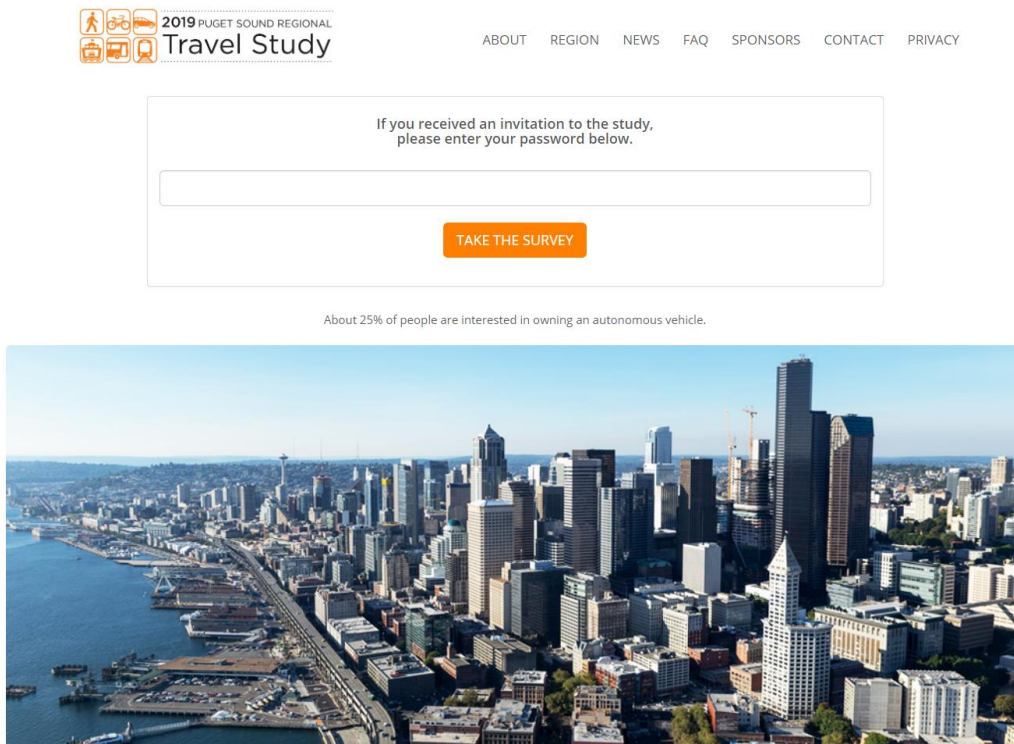 2019 PUGET SOUND REGIONAL
Travel Study
ABOUT REGION NEWS FAQ SPONSORS CONTACT PRIVACY
If you received an invitation to the study,
please enter your password below.
TAKE THE SURVEY
About 25% of people are interested in owning an autonomous vehicle.